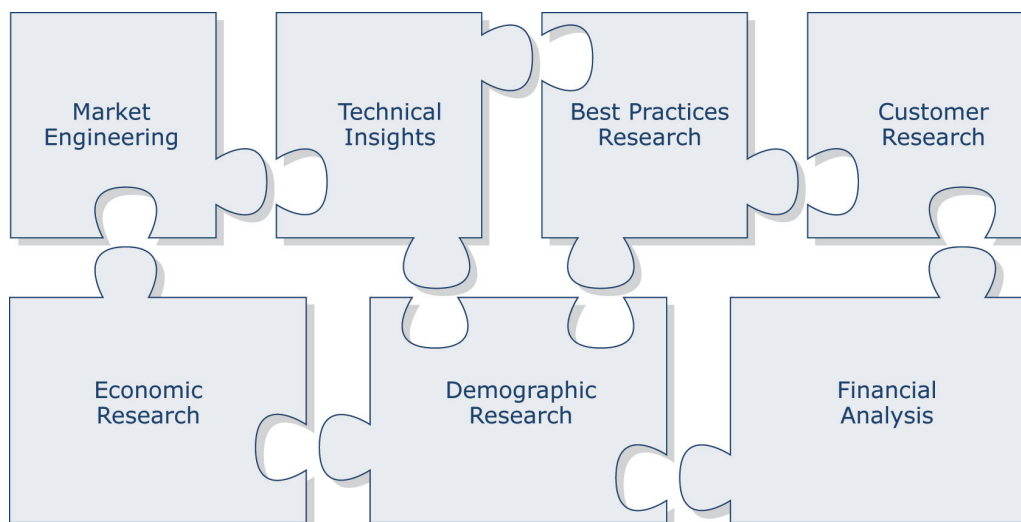 Market
Engineering
Technical
Insights
Best Practices
Research
Customer
Research
Economic
Research
Demographic
Research
Financial
Analysis